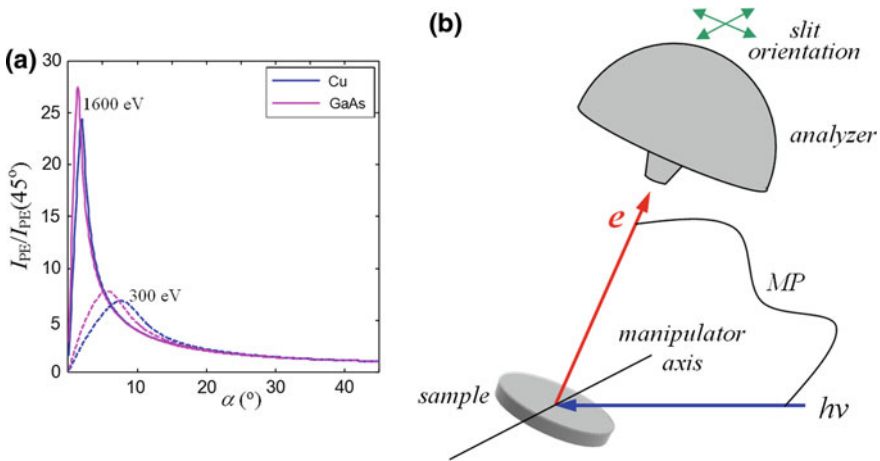 (a)
30
25
20
15
10
5
0
I_PE/I_PE(45°)
Cu
GaAs
1600 eV
300 eV
10
20
30
40
α (°)
(b)
slit
orientation
analyzer
e
MP
manipulator
axis
sample
hν